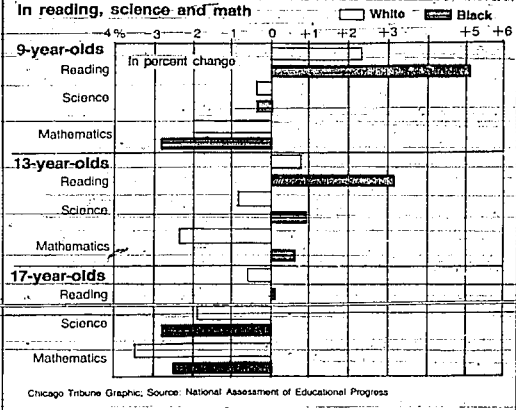 In reading, science and math
White Black
-4% -3 -2 -1 0 +1 +2 +3 +4 +5 +6
9-year-olds
In percent change
Reading
Science
Mathematics
13-year-olds
Reading
Science
Mathematics
17-year-olds
Reading
Science
Mathematics
Chicago Tribune Graphic; Source: National Assessment of Educational Progress